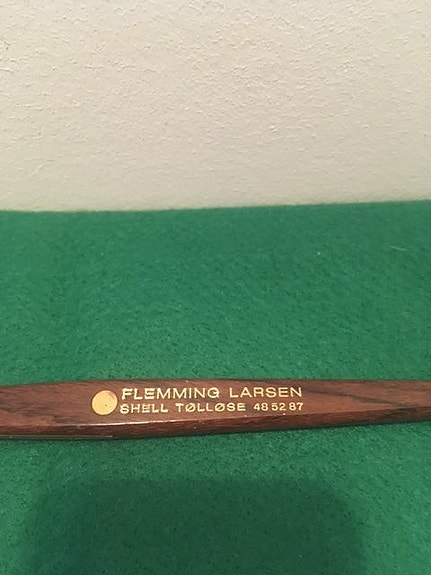 FLEMMING LARSEN
SHELL TØLLØSE 48 52 87